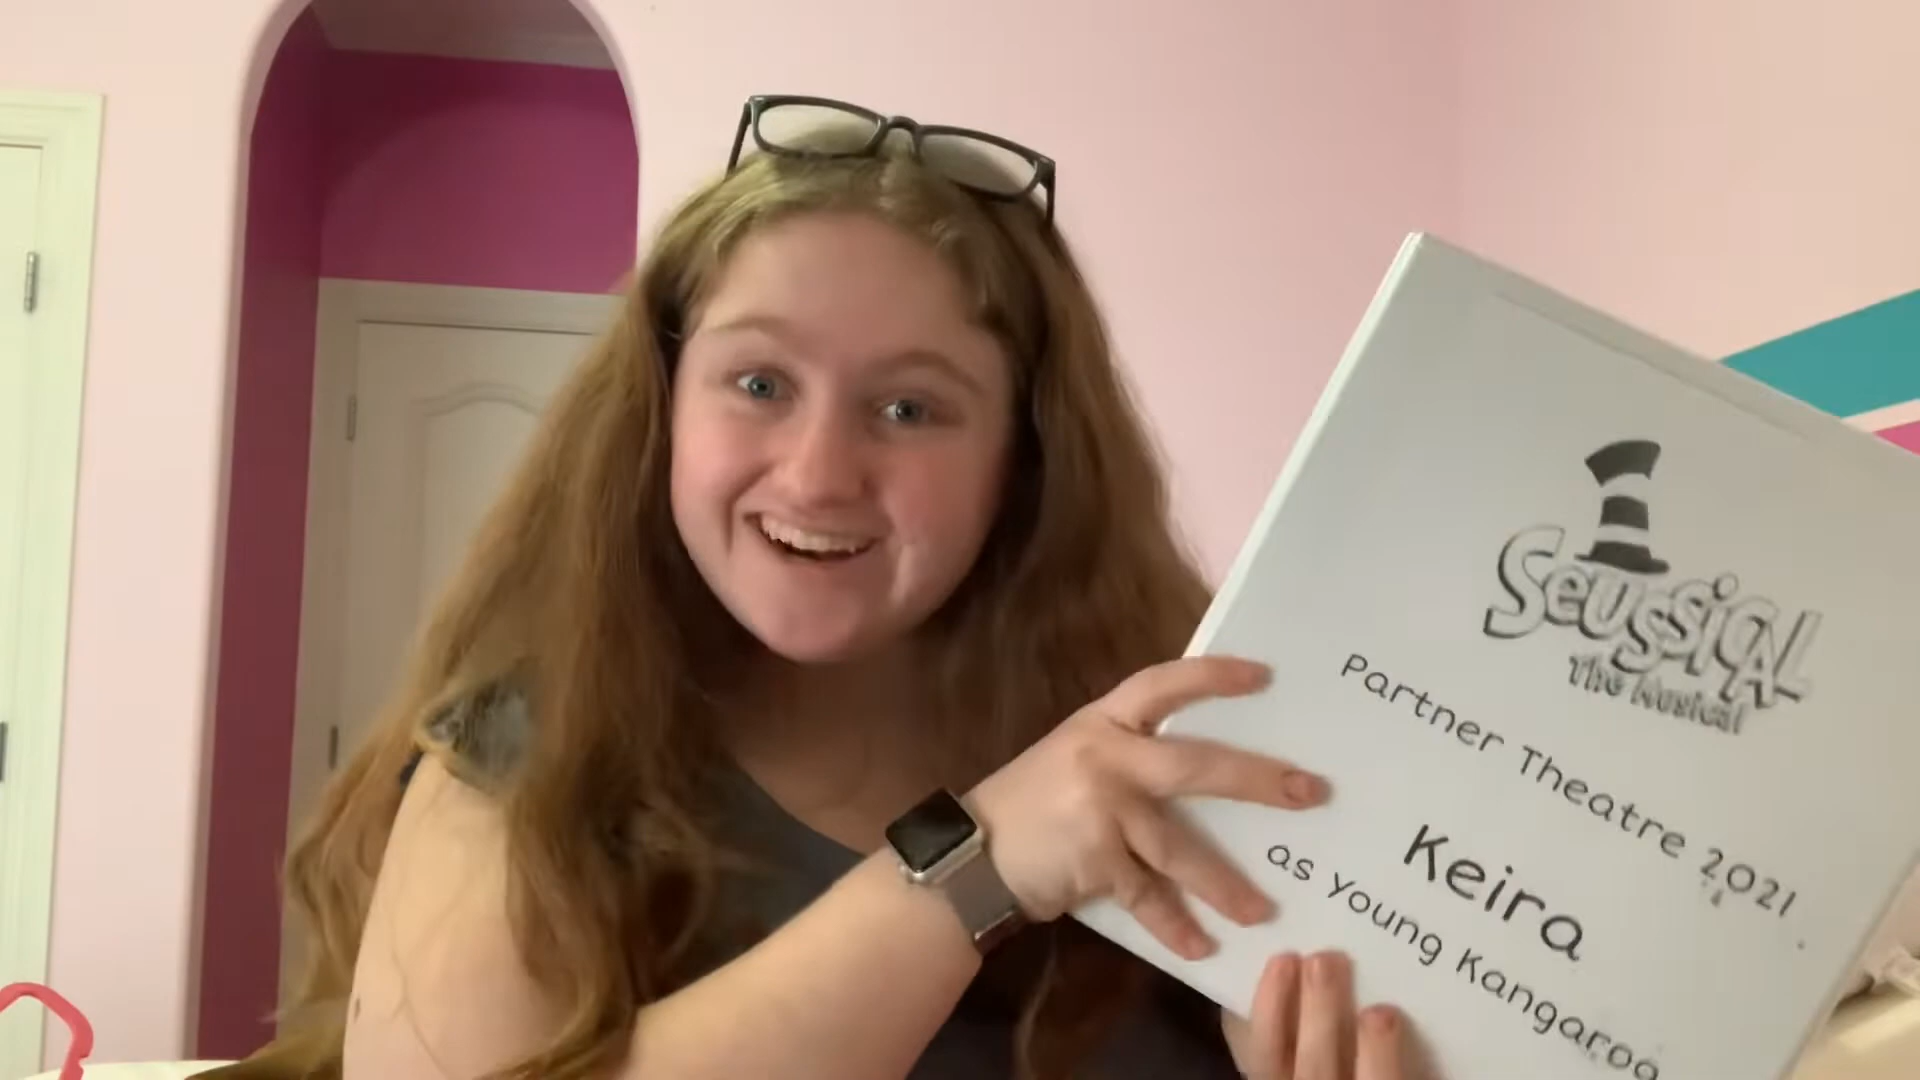 Seussical
The Musical
Partner Theatre 2021
Keira
as Young Kangaroo